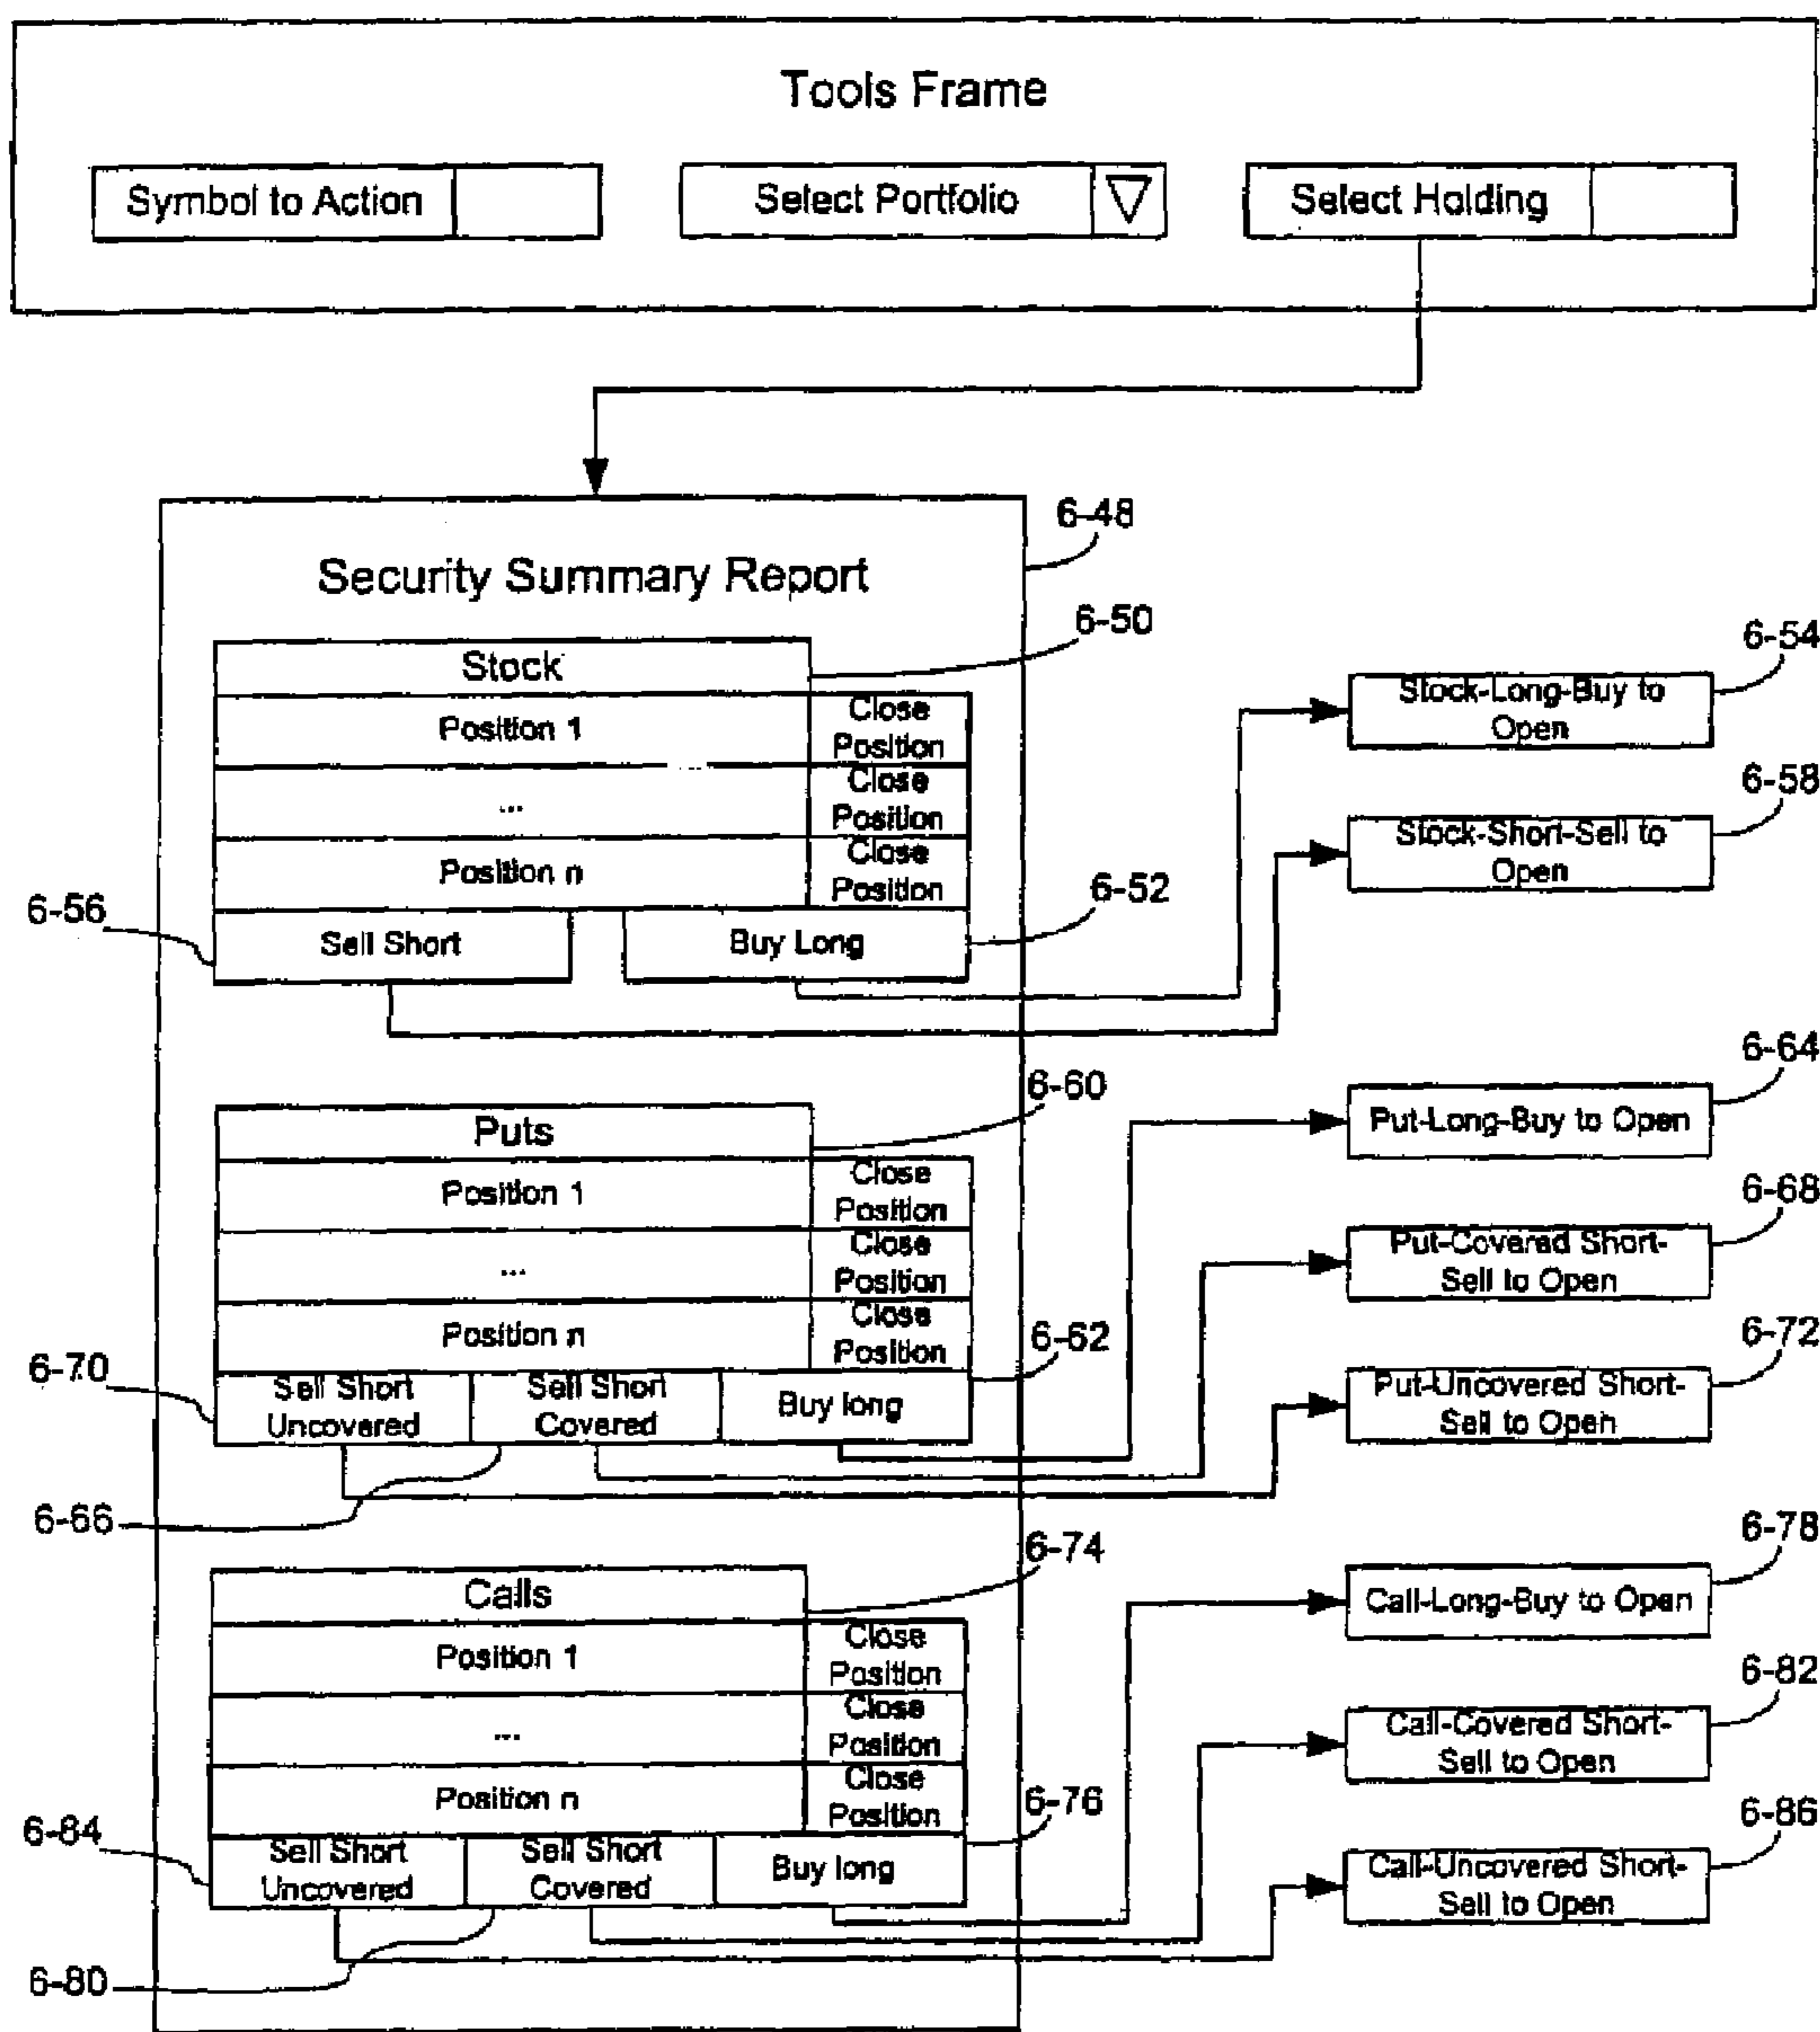 Tools Frame
Symbol to Action
Select Portfolio
Select Holding
6-48
Security Summary Report
6-50
Stock
6-54
Stock-Long-Buy to
Open
Position 1
Close
Position
...
Close
Position
6-58
Stock-Short-Sell to
Open
Position n
Close
Position
6-56
6-52
Sell Short
Buy Long
6-60
6-64
Puts
Put-Long-Buy to Open
Position 1
Close
Position
6-68
Put-Covered Short-
Sell to Open
...
Close
Position
Position n
Close
Position
6-62
6-72
6-70
Sell Short
Uncovered
Sell Short
Covered
Buy long
Put-Uncovered Short-
Sell to Open
6-66
6-74
6-78
Calls
Call-Long-Buy to Open
Position 1
Close
Position
6-82
...
Close
Position
Call-Covered Short-
Sell to Open
Position n
Close
Position
6-76
6-86
6-84
Sell Short
Uncovered
Sell Short
Covered
Buy long
Call-Uncovered Short-
Sell to Open
6-80